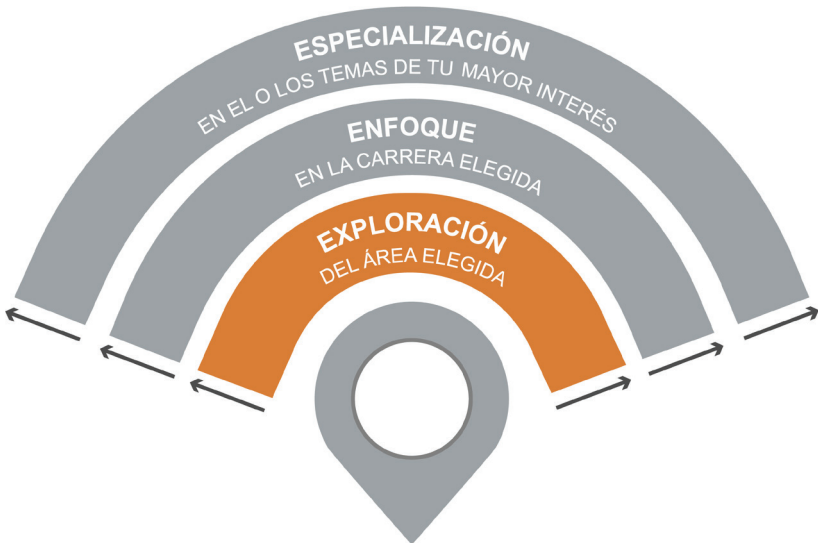 ESPECIALIZACIÓN
EN EL O LOS TEMAS DE TU MAYOR INTERÉS
ENFOQUE
EN LA CARRERA ELEGIDA
EXPLORACIÓN
DEL ÁREA ELEGIDA